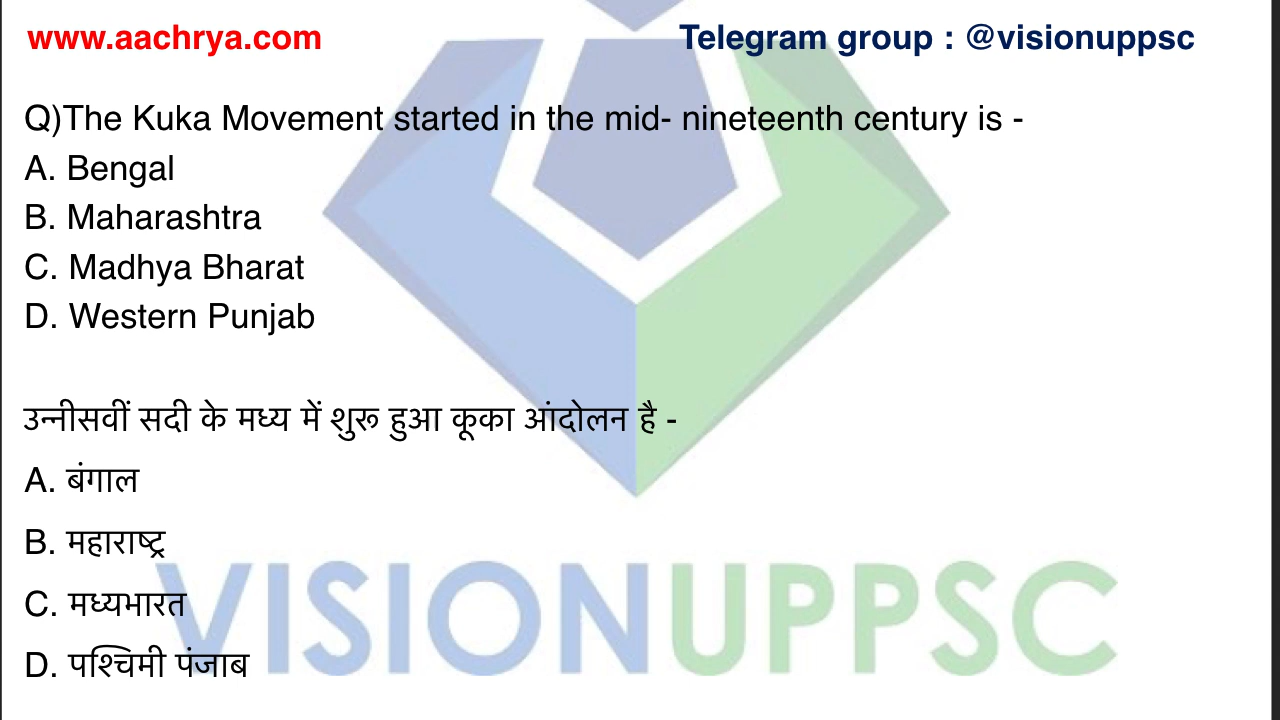 www.aachrya.com Telegram group : @visionuppsc
Q)The Kuka Movement started in the mid- nineteenth century is -
A. Bengal
B. Maharashtra
C. Madhya Bharat
D. Western Punjab
उन्नीसवीं सदी के मध्य में शुरू हुआ कूका आंदोलन है -
A. बंगाल
B. महाराष्ट्र
C. मध्यभारत
D. पश्चिमी पंजाब
VISIONUPPSC